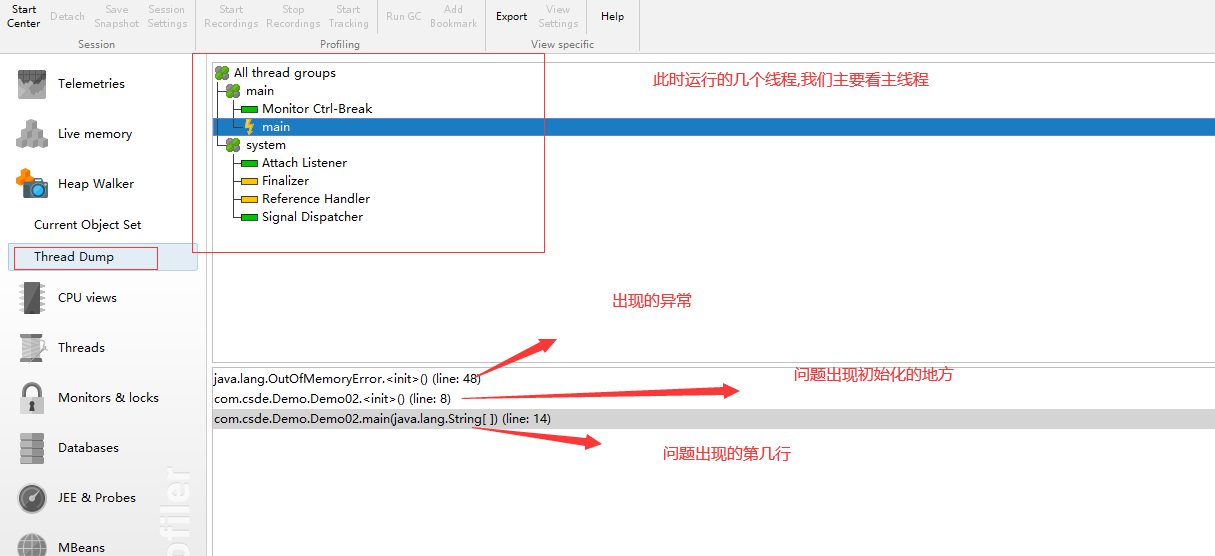 Start Center
Detach
Save Snapshot
Session Settings
Start Recordings
Stop Recordings
Start Tracking
Run GC
Add Bookmark
Export
View Settings
Help
Session
Profiling
View specific
Telemetries
Live memory
Heap Walker
Current Object Set
Thread Dump
CPU views
Threads
Monitors & locks
Databases
JEE & Probes
MBeans
ofiler
All thread groups
main
Monitor Ctrl-Break
main
system
Attach Listener
Finalizer
Reference Handler
Signal Dispatcher
此时运行的几个线程,我们主要看主线程
出现的异常
java.lang.OutOfMemoryError.<init>() (line: 48)
问题出现初始化的地方
com.csde.Demo.Demo02.<init>() (line: 8)
com.csde.Demo.Demo02.main(java.lang.String[ ]) (line: 14)
问题出现的第几行